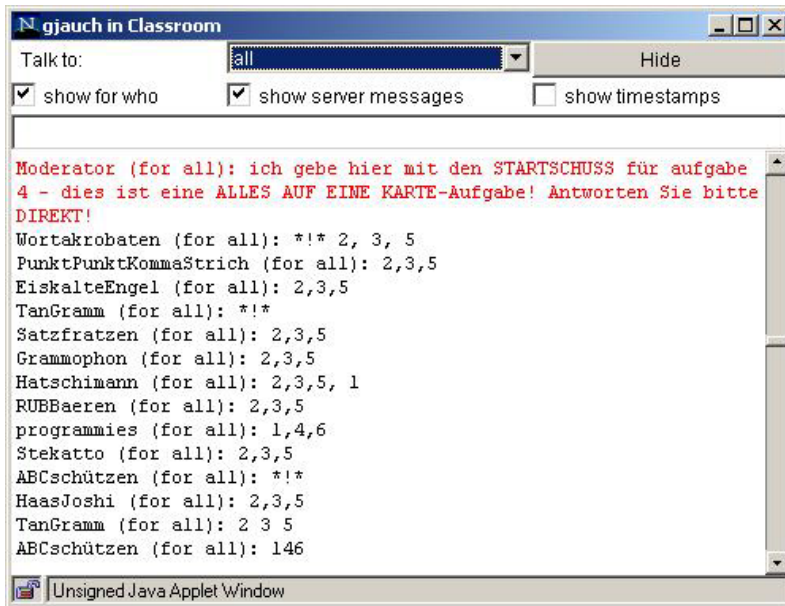 gjauch in Classroom
Talk to: all Hide
show for who show server messages show timestamps
Moderator (for all): ich gebe hier mit den STARTSCHUSS für aufgabe
4 - dies ist eine ALLES AUF EINE KARTE-Aufgabe! Antworten Sie bitte
DIREKT!
Wortakrobaten (for all): *!* 2, 3, 5
PunktPunktKommaStrich (for all): 2,3,5
EiskalteEngel (for all): 2,3,5
TanGramm (for all): *!*
Satzfratzen (for all): 2,3,5
Grammophon (for all): 2,3,5
Hatschimann (for all): 2,3,5, 1
RUBBaeren (for all): 2,3,5
programmies (for all): 1,4,6
Stekatto (for all): 2,3,5
ABCschützen (for all): *!*
HaasJoshi (for all): 2,3,5
TanGramm (for all): 2 3 5
ABCschützen (for all): 146
Unsigned Java Applet Window